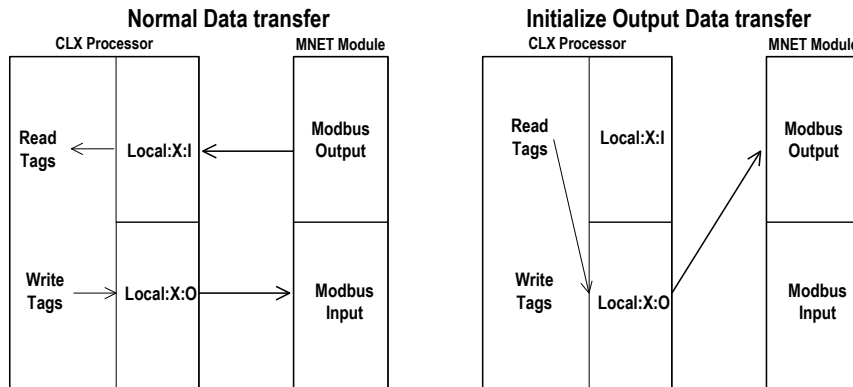 Normal Data transfer
CLX Processor
MNET Module
Read
Tags
Local:X:I
Modbus
Output
Write
Tags
Local:X:O
Modbus
Input
Initialize Output Data transfer
CLX Processor
MNET Module
Read
Tags
Local:X:I
Modbus
Output
Write
Tags
Local:X:O
Modbus
Input